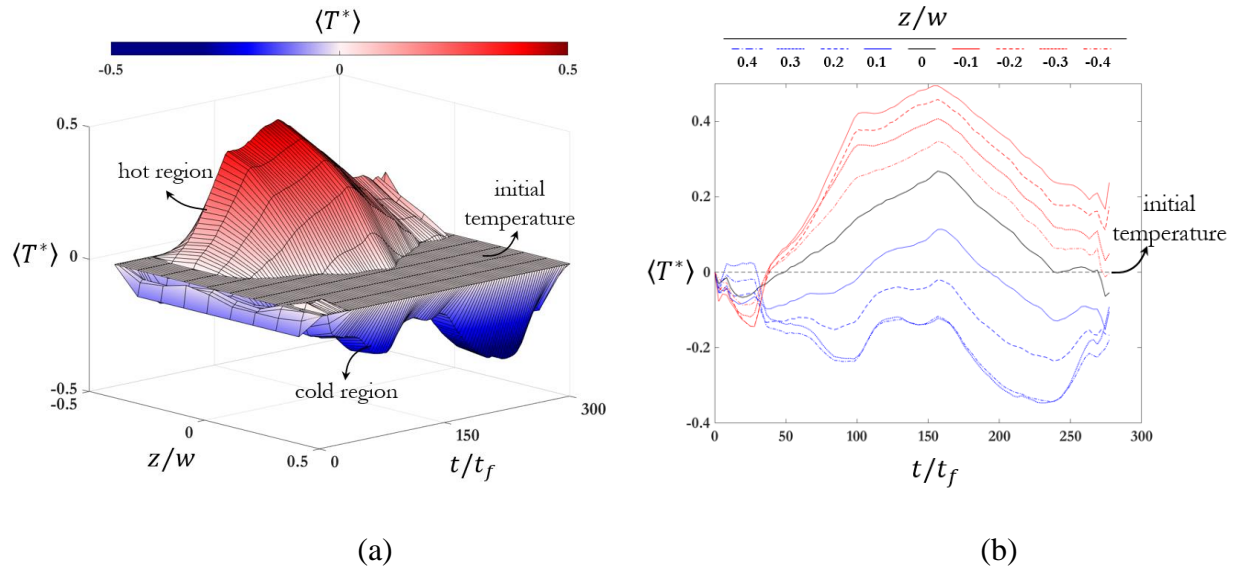 ⟨T*⟩
-0.5 0 0.5
0.5
hot region
initial
temperature
⟨T*⟩ 0
cold region
-0.5
-0.5
0
0.5
z/w
0
150
300
t/t_f
(a)
z/w
0.4 0.3 0.2 0.1 0 -0.1 -0.2 -0.3 -0.4
0.4
0.2
⟨T*⟩ 0
initial
temperature
-0.2
-0.4
0 50 100 150 200 250 300
t/t_f
(b)